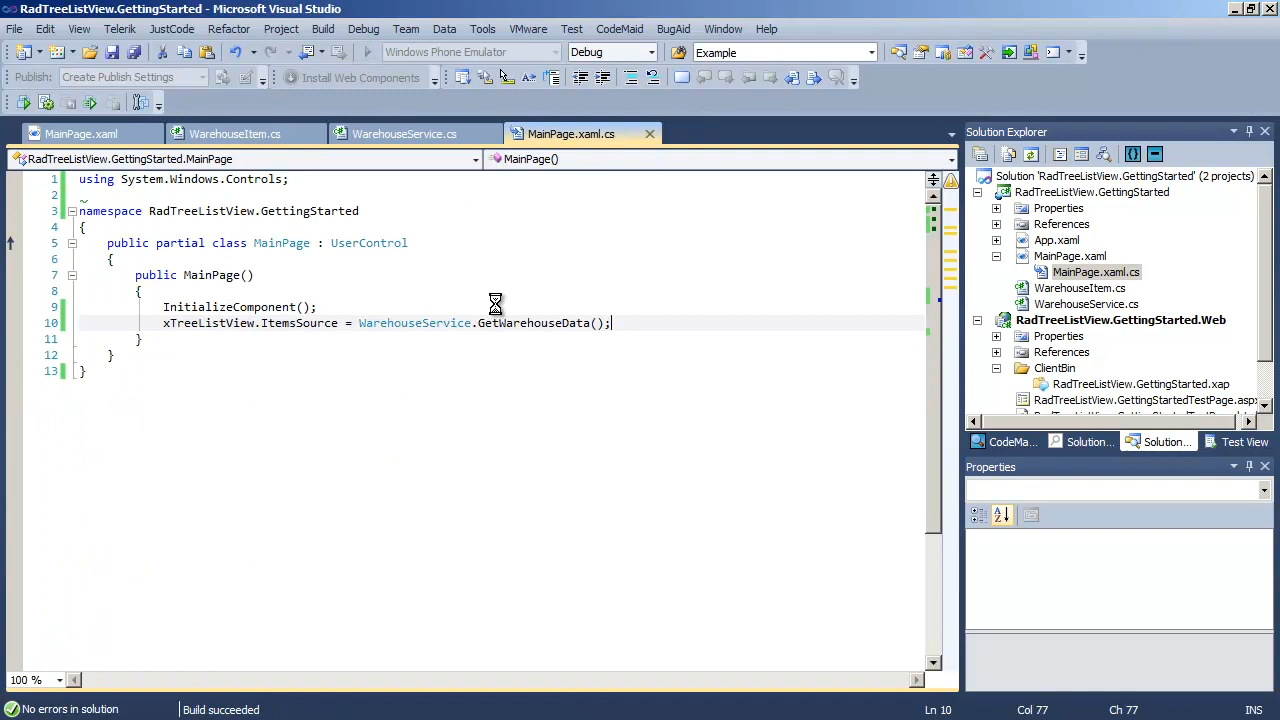 RadTreeListView.GettingStarted - Microsoft Visual Studio
File Edit View Telerik JustCode Refactor Project Build Debug Team Data Tools VMware Test CodeMaid BugAid Window Help
Windows Phone Emulator Debug Example
Publish: Create Publish Settings Install Web Components
MainPage.xaml WarehouseItem.cs WarehouseService.cs MainPage.xaml.cs
RadTreeListView.GettingStarted.MainPage MainPage()
1 using System.Windows.Controls;
2
3 namespace RadTreeListView.GettingStarted
4 {
5 public partial class MainPage : UserControl
6 {
7 public MainPage()
8 {
9 InitializeComponent();
10 xTreeListView.ItemsSource = WarehouseService.GetWarehouseData();
11 }
12 }
13 }
100 %
Solution Explorer
Solution 'RadTreeListView.GettingStarted' (2 projects)
RadTreeListView.GettingStarted
Properties
References
App.xaml
MainPage.xaml
MainPage.xaml.cs
WarehouseItem.cs
WarehouseService.cs
RadTreeListView.GettingStarted.Web
Properties
References
ClientBin
RadTreeListView.GettingStarted.xap
RadTreeListView.GettingStartedTestPage.aspx
CodeMa... Solution... Solution... Test View
Properties
No errors in solution Build succeeded Ln 10 Col 77 Ch 77 INS